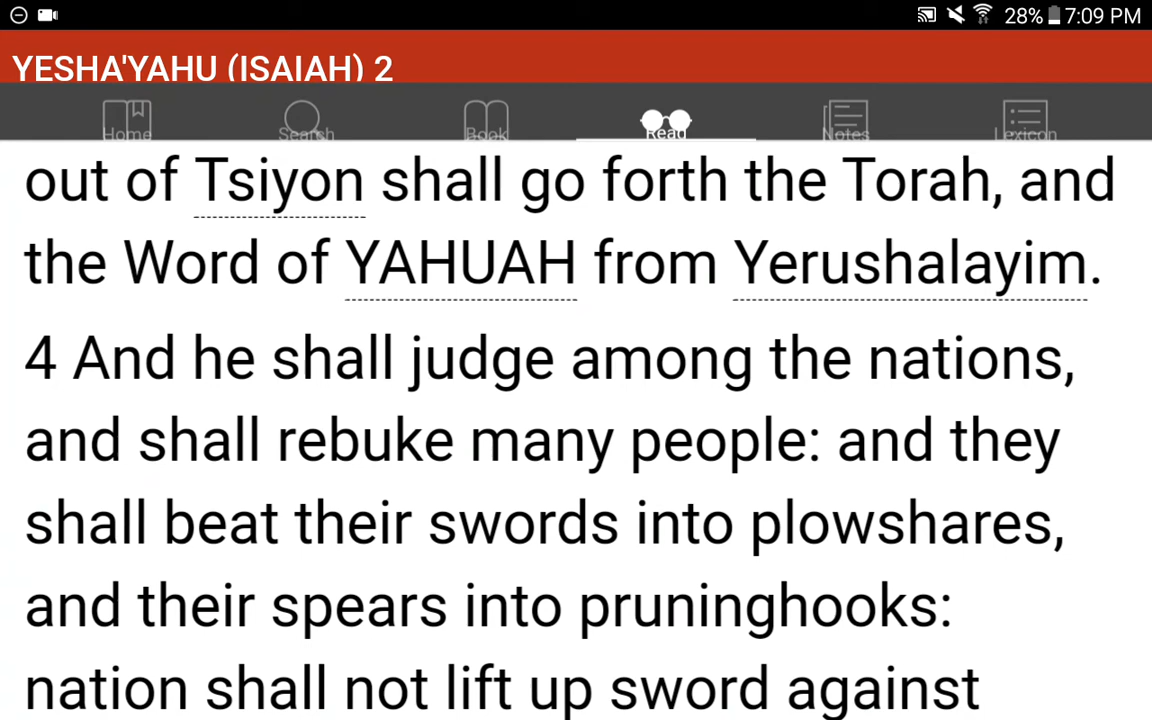 28% 7:09 PM
YESHA'YAHU (ISAIAH) 2
Home Search Book Read Notes Lexicon
out of Tsiyon shall go forth the Torah, and
the Word of YAHUAH from Yerushalayim.
4 And he shall judge among the nations,
and shall rebuke many people: and they
shall beat their swords into plowshares,
and their spears into pruninghooks:
nation shall not lift up sword against